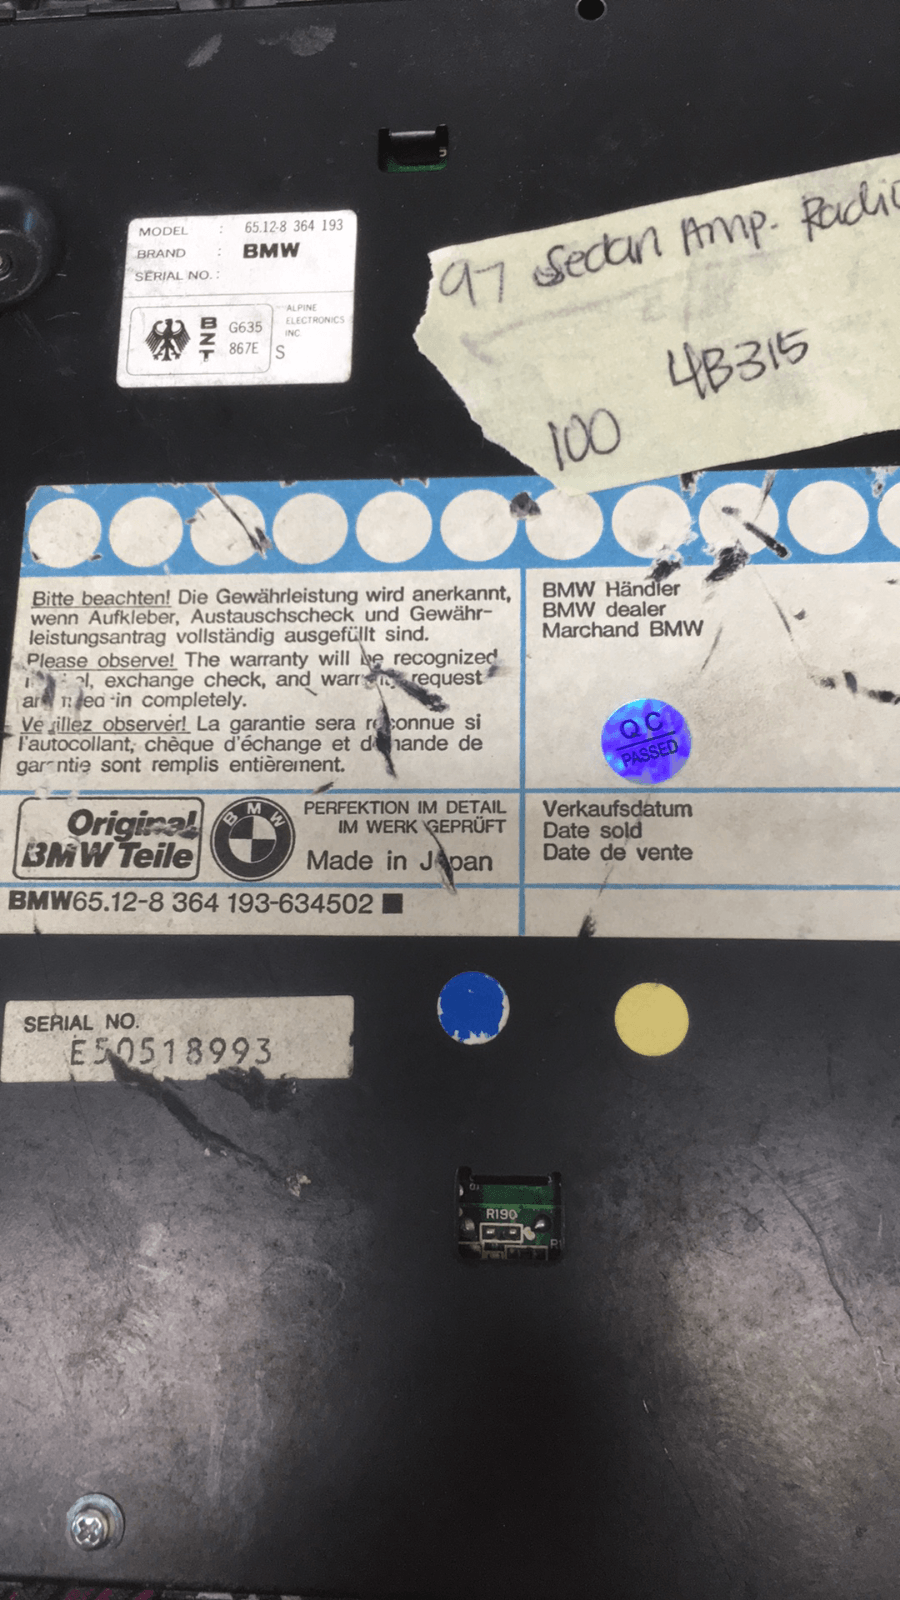 MODEL : 65.12-8 364 193
BRAND : BMW
SERIAL NO. :
BZT G635 867E S
ALPINE
ELECTRONICS
INC
97 Sedan Amp. Radio
4B315
100
Bitte beachten! Die Gewährleistung wird anerkannt,
wenn Aufkleber, Austauschscheck und Gewähr-
leistungsantrag vollständig ausgefüllt sind.
Please observe! The warranty will be recognized
exchange check, and request
in completely.
observer! La garantie sera reconnue si
l'autocollant, chèque d'échange et demande de
garantie sont remplis entièrement.
BMW Händler
BMW dealer
Marchand BMW
QC
PASSED
Original
BMW Teile
BMW
PERFEKTION IM DETAIL
IM WERK GEPRÜFT
Made in Japan
Verkaufsdatum
Date sold
Date de vente
BMW65.12-8 364 193-634502
SERIAL NO.
E50518993
R190